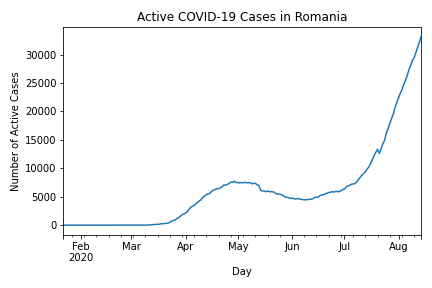 Active COVID-19 Cases in Romania
Number of Active Cases
30000
25000
20000
15000
10000
5000
0
Feb Mar Apr May Jun Jul Aug
2020
Day